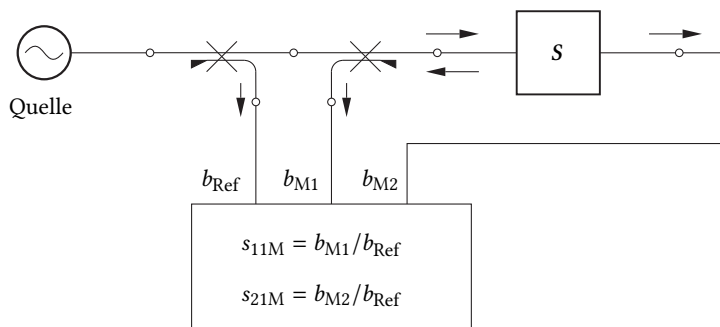 S
Quelle
b_Ref b_M1 b_M2
s_11M = b_M1/b_Ref
s_21M = b_M2/b_Ref